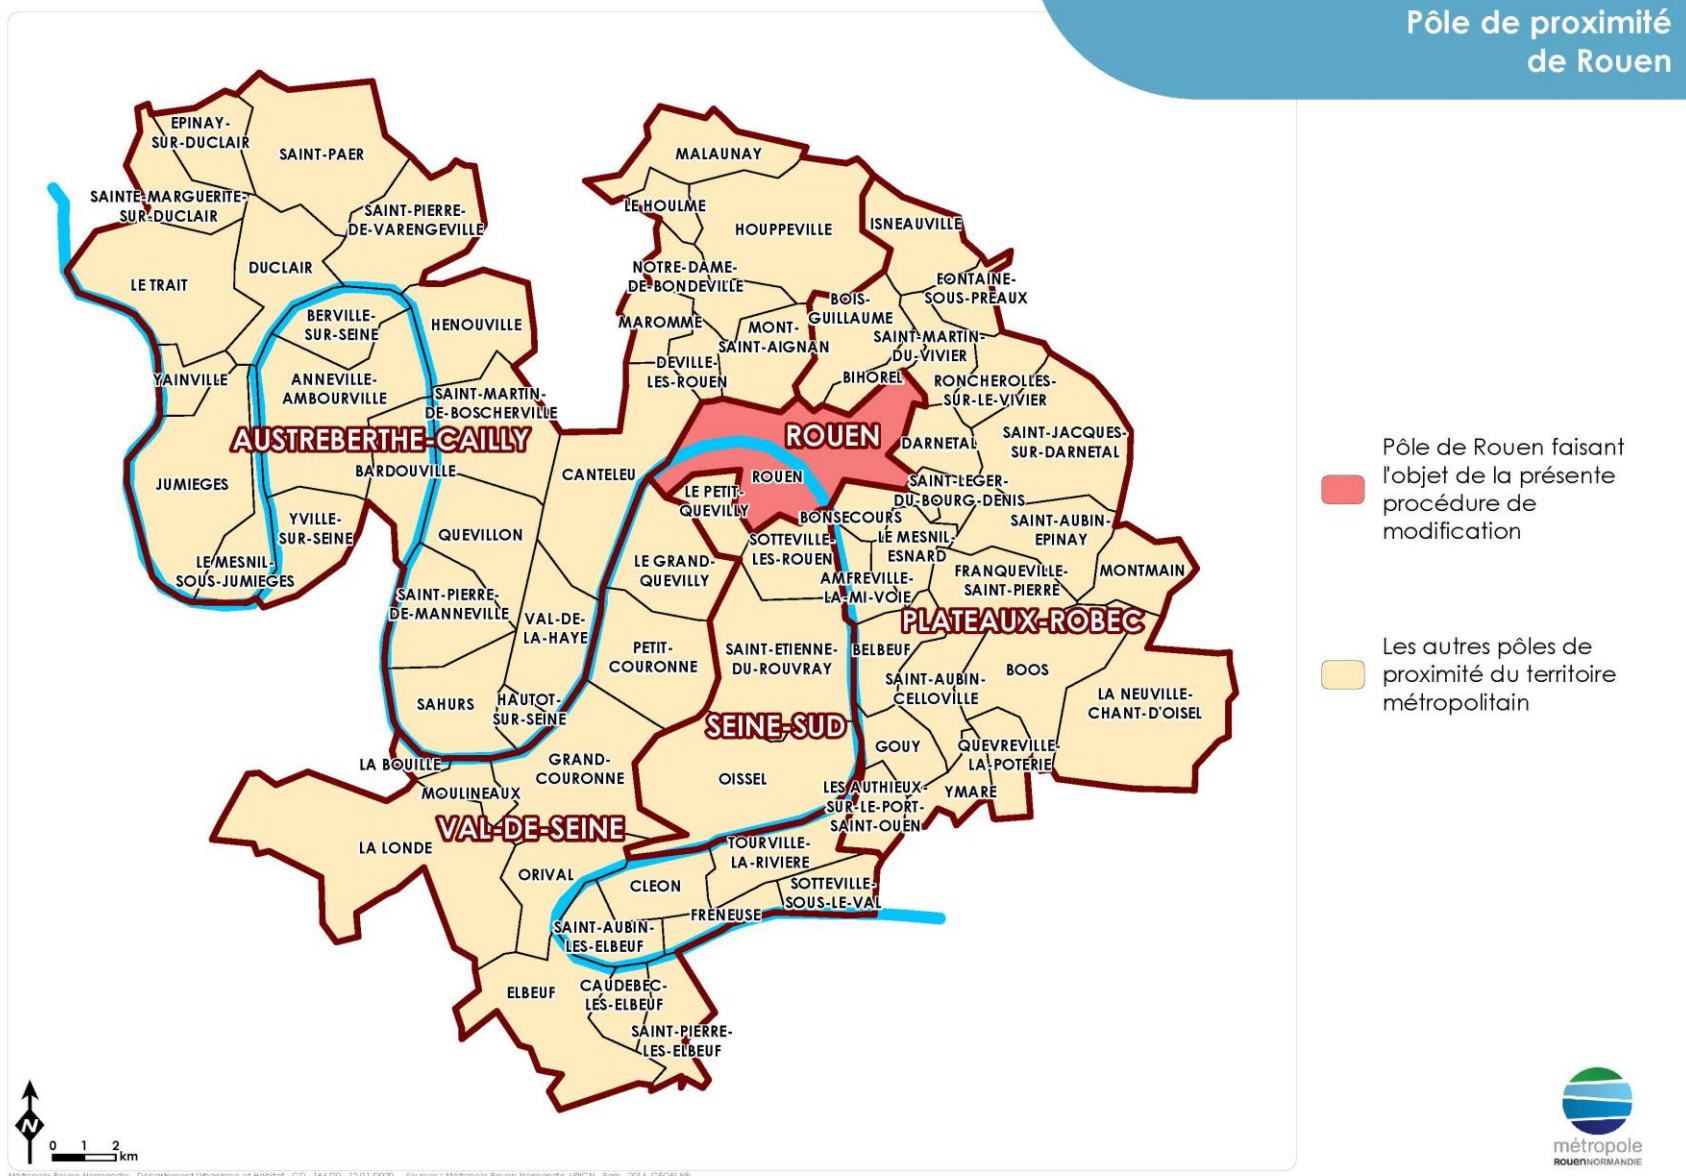 Pôle de proximité
de Rouen
EPINAY-
SUR-DUCLAIR
SAINT-PAER
SAINTE-MARGUERITE-
SUR-DUCLAIR
SAINT-PIERRE-
DE-VARENGEVILLE
LE TRAIT
DUCLAIR
BERVILLE-
SUR-SEINE
HENOUVILLE
YAINVILLE
ANNEVILLE-
AMBOURVILLE
SAINT-MARTIN-
DE-BOSCHERVILLE
AUSTREBERTHE-CAILLY
BARDOUVILLE
JUMIEGES
YVILLE-
SUR-SEINE
LE MESNIL-
SOUS-JUMIEGES
QUEVILLON
CANTELEU
SAINT-PIERRE-
DE-MANNEVILLE
VAL-DE-
LA-HAYE
SAHURS
HAUTOT-
SUR-SEINE
MALAUNAY
LE HOULME
HOUPPEVILLE
ISNEAUVILLE
NOTRE-DAME-
DE-BONDEVILLE
FONTAINE-
SOUS-PREAUX
BOIS-
GUILLAUME
MAROMME
MONT-
SAINT-AIGNAN
SAINT-MARTIN-
DU-VIVIER
DEVILLE-
LES-ROUEN
BIHOREL
RONCHEROLLES-
SUR-LE-VIVIER
ROUEN
DARNETAL
SAINT-JACQUES-
SUR-DARNETAL
ROUEN
LE PETIT-
QUEVILLY
SAINT-LEGER-
DU-BOURG-DENIS
BONSECOURS
SAINT-AUBIN-
EPINAY
SOTTEVILLE-
LES-ROUEN
LE MESNIL-
ESNARD
LE GRAND-
QUEVILLY
AMFREVILLE-
LA-MI-VOIE
FRANQUEVILLE-
SAINT-PIERRE
MONTMAIN
PLATEAUX-ROBEC
PETIT-
COURONNE
SAINT-ETIENNE-
DU-ROUVRAY
BELBEUF
BOOS
SAINT-AUBIN-
CELLOVILLE
LA NEUVILLE-
CHANT-D'OISEL
SEINE-SUD
GOUY
QUEVREVILLE-
LA-POTERIE
LA BOUILLE
GRAND-
COURONNE
OISSEL
LES AUTHIEUX-
SUR-LE-PORT-
SAINT-OUEN
YMARE
MOULINEAUX
VAL-DE-SEINE
LA LONDE
TOURVILLE-
LA-RIVIERE
ORIVAL
CLEON
SOTTEVILLE-
SOUS-LE-VAL
FRENEUSE
SAINT-AUBIN-
LES-ELBEUF
ELBEUF
CAUDEBEC-
LES-ELBEUF
SAINT-PIERRE-
LES-ELBEUF
Pôle de Rouen faisant
l'objet de la présente
procédure de
modification
Les autres pôles de
proximité du territoire
métropolitain
N
0 1 2
km
métropole
ROUENNORMANDIE